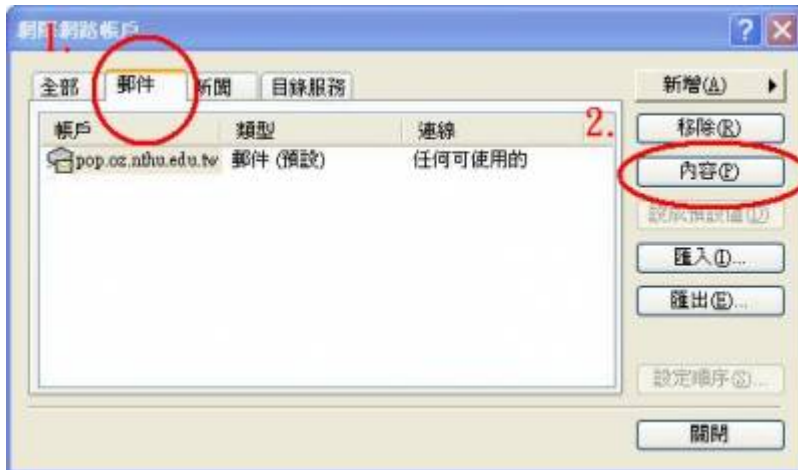 網際網路帳戶
1.
全部 郵件 新聞 目錄服務
新增(A)
帳戶 類型 連線
2.
移除(R)
pop.oz.nthu.edu.tw 郵件 (預設) 任何可使用的
內容(P)
設成預設值(D)
匯入(I)...
匯出(E)...
設定順序(S)...
關閉